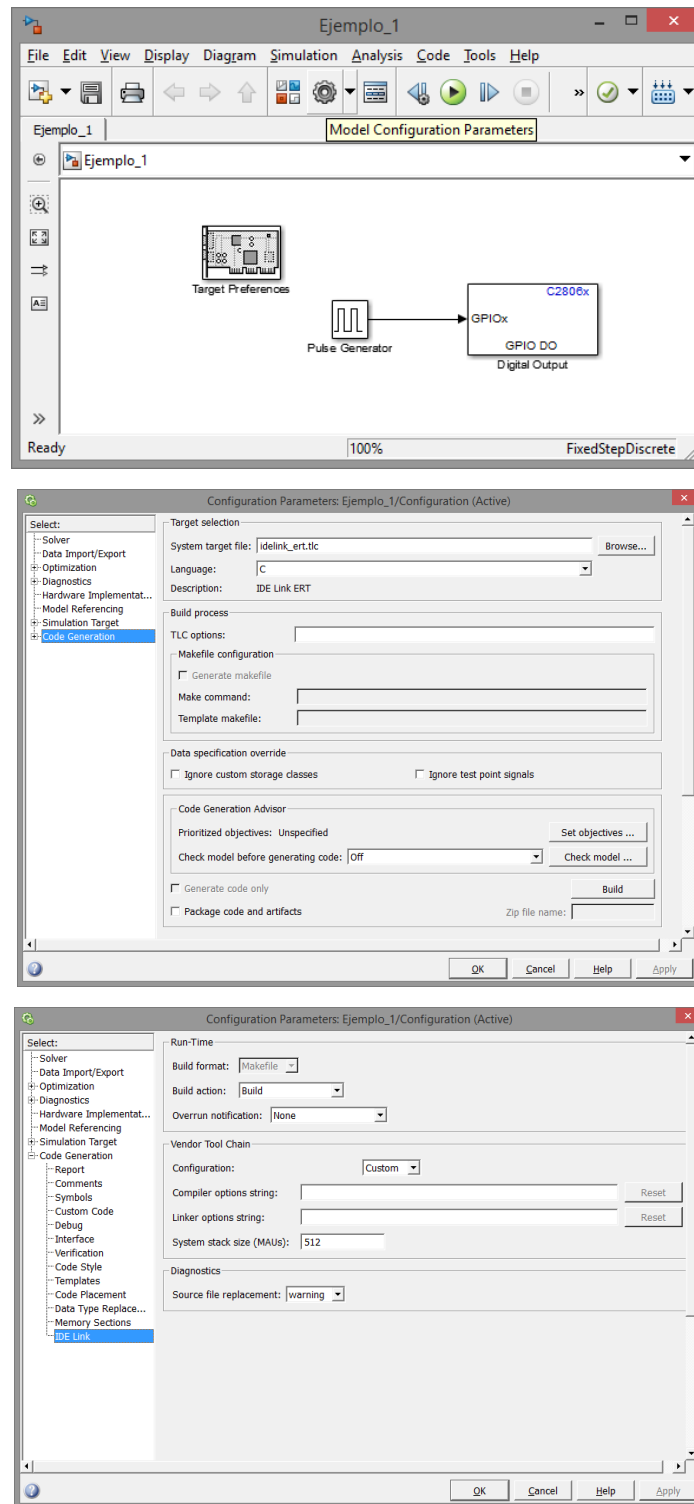 Ejemplo_1
File Edit View Display Diagram Simulation Analysis Code Tools Help
Ejemplo_1
Model Configuration Parameters
Ejemplo_1
Target Preferences
Pulse Generator
C2806x
GPIOx
GPIO DO
Digital Output
Ready 100% FixedStepDiscrete
Configuration Parameters: Ejemplo_1/Configuration (Active)
Select:
Solver
Data Import/Export
Optimization
Diagnostics
Hardware Implementat...
Model Referencing
Simulation Target
Code Generation
Target selection
System target file: idelink_ert.tlc Browse...
Language: C
Description: IDE Link ERT
Build process
TLC options:
Makefile configuration
Generate makefile
Make command:
Template makefile:
Data specification override
Ignore custom storage classes Ignore test point signals
Code Generation Advisor
Prioritized objectives: Unspecified Set objectives ...
Check model before generating code: Off Check model ...
Generate code only Build
Package code and artifacts Zip file name:
OK Cancel Help Apply
Configuration Parameters: Ejemplo_1/Configuration (Active)
Select:
Solver
Data Import/Export
Optimization
Diagnostics
Hardware Implementat...
Model Referencing
Simulation Target
Code Generation
Report
Comments
Symbols
Custom Code
Debug
Interface
Verification
Code Style
Templates
Code Placement
Data Type Replace...
Memory Sections
IDE Link
Run-Time
Build format: Makefile
Build action: Build
Overrun notification: None
Vendor Tool Chain
Configuration: Custom
Compiler options string: Reset
Linker options string: Reset
System stack size (MAUs): 512
Diagnostics
Source file replacement: warning
OK Cancel Help Apply